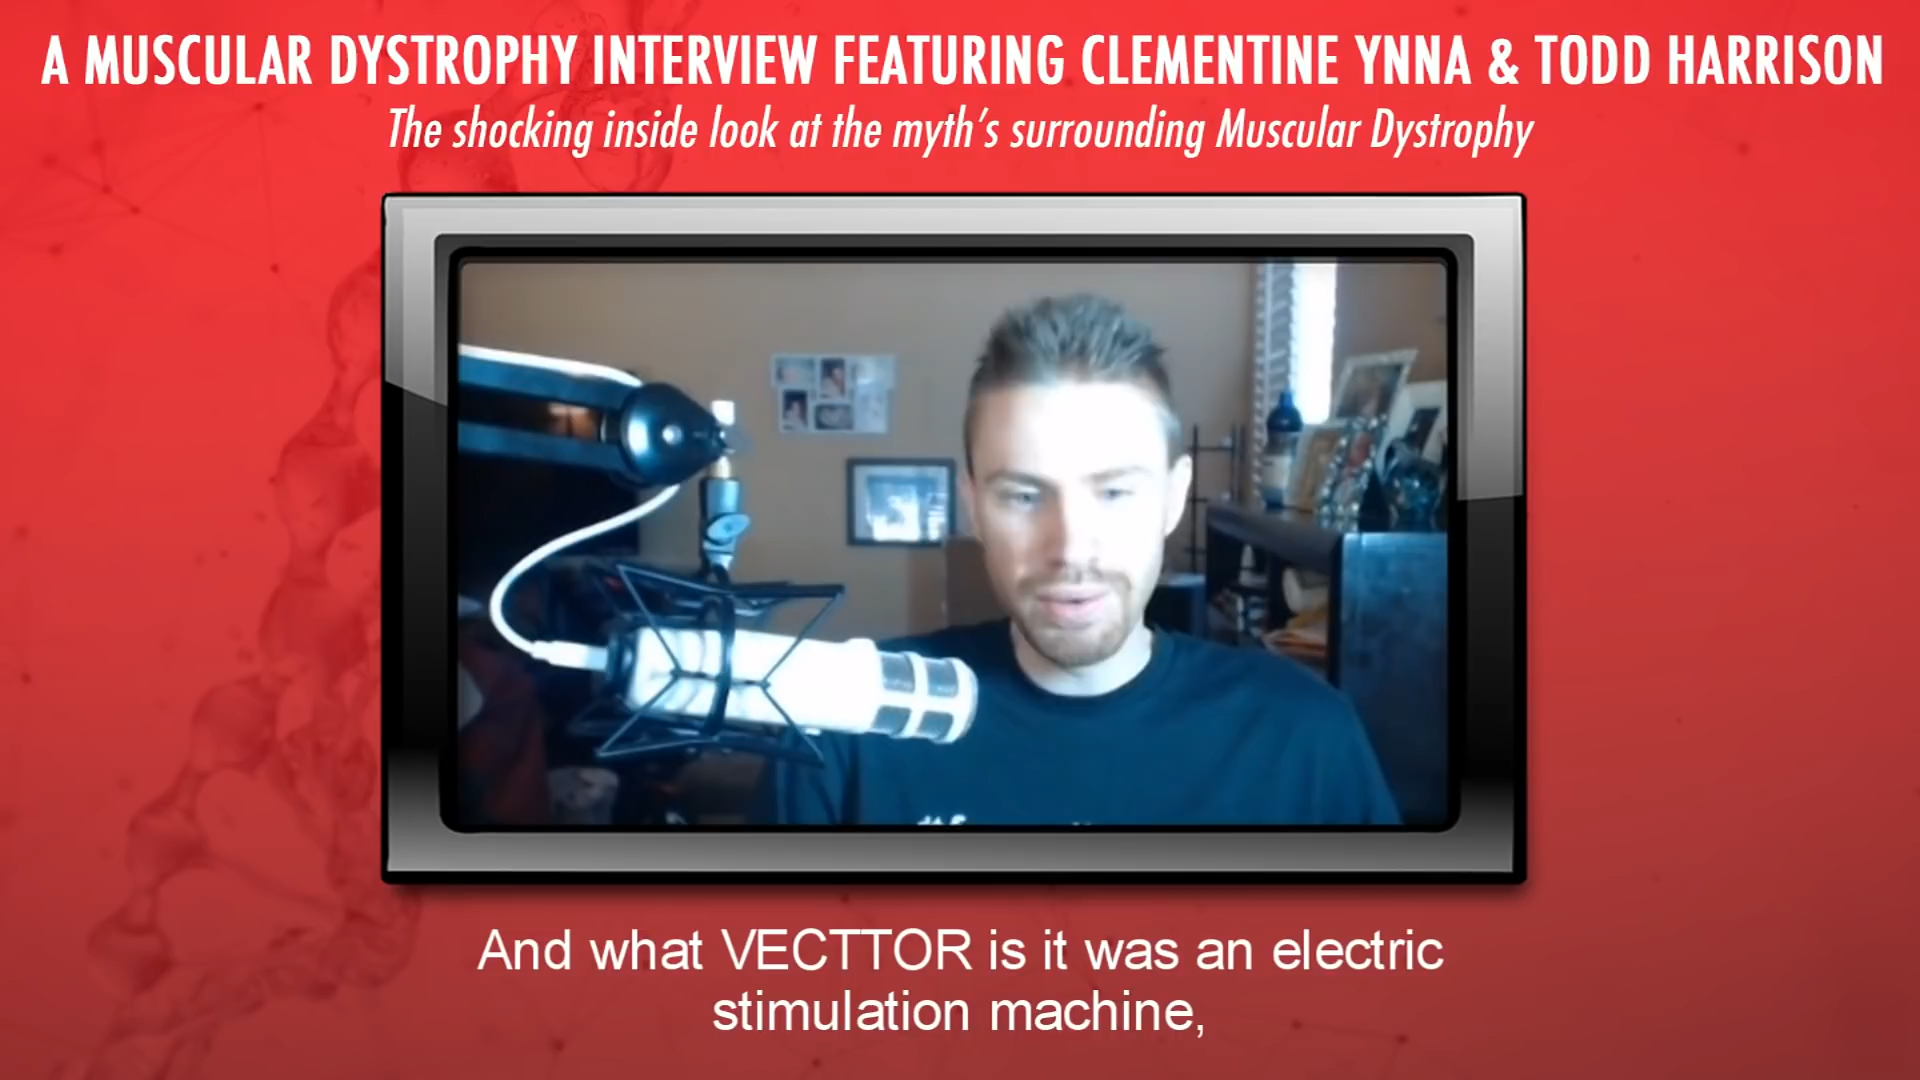 A MUSCULAR DYSTROPHY INTERVIEW FEATURING CLEMENTINE YNNA & TODD HARRISON
The shocking inside look at the myth's surrounding Muscular Dystrophy
And what VECTTOR is it was an electric
stimulation machine,